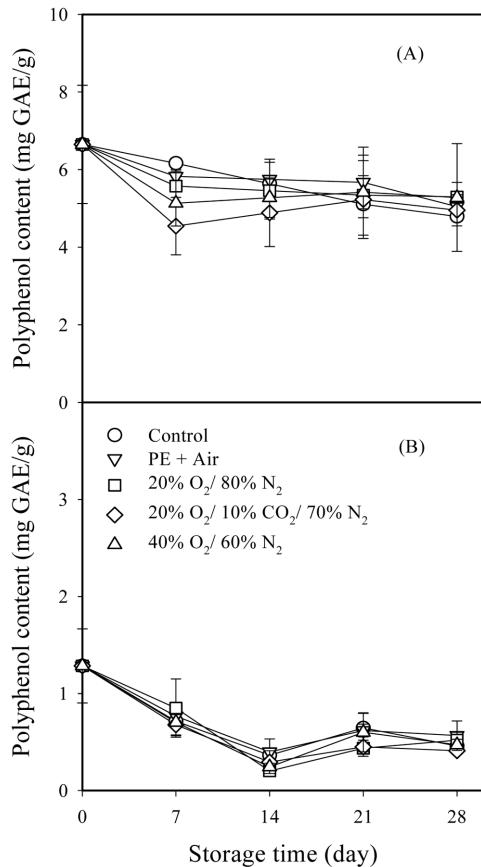 10
(A)
8
6
4
2
0
Polyphenol content (mg GAE/g)
Control
(B)
PE + Air
3
20% O₂/ 80% N₂
20% O₂/ 10% CO₂/ 70% N₂
40% O₂/ 60% N₂
2
1
0
Polyphenol content (mg GAE/g)
0 7 14 21 28
Storage time (day)